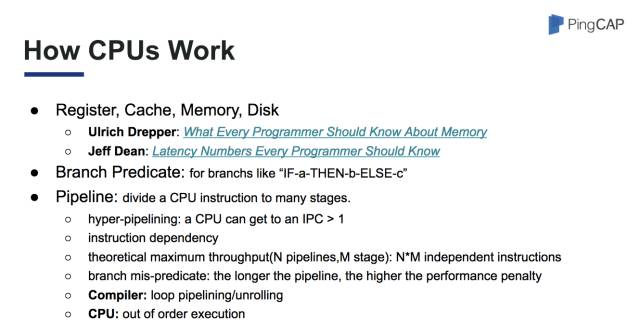 PingCAP
How CPUs Work
● Register, Cache, Memory, Disk
○ Ulrich Drepper: What Every Programmer Should Know About Memory
○ Jeff Dean: Latency Numbers Every Programmer Should Know
● Branch Predicate: for branchs like “IF-a-THEN-b-ELSE-c”
● Pipeline: divide a CPU instruction to many stages.
○ hyper-pipelining: a CPU can get to an IPC > 1
○ instruction dependency
○ theoretical maximum throughput(N pipelines,M stage): N*M independent instructions
○ branch mis-predicate: the longer the pipeline, the higher the performance penalty
○ Compiler: loop pipelining/unrolling
○ CPU: out of order execution